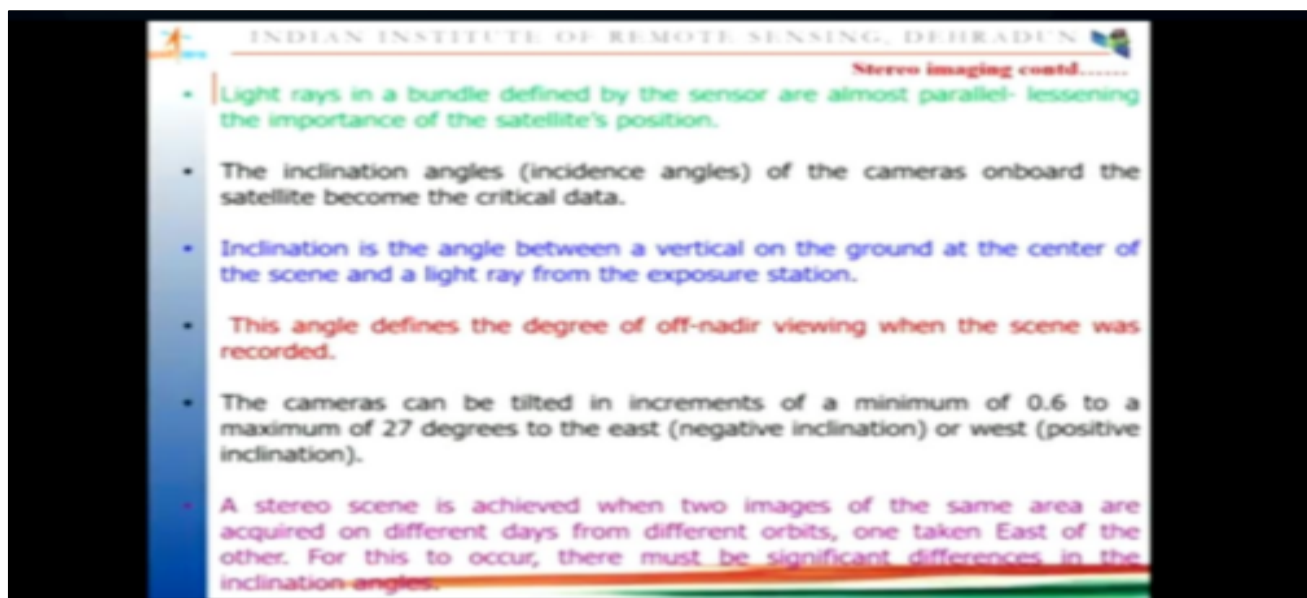 INDIAN INSTITUTE OF REMOTE SENSING, DEHRADUN
Stereo imaging contd......
• Light rays in a bundle defined by the sensor are almost parallel- lessening
the importance of the satellite's position.
• The inclination angles (incidence angles) of the cameras onboard the
satellite become the critical data.
• Inclination is the angle between a vertical on the ground at the center of
the scene and a light ray from the exposure station.
• This angle defines the degree of off-nadir viewing when the scene was
recorded.
• The cameras can be tilted in increments of a minimum of 0.6 to a
maximum of 27 degrees to the east (negative inclination) or west (positive
inclination).
• A stereo scene is achieved when two images of the same area are
acquired on different days from different orbits, one taken East of the
other. For this to occur, there must be significant differences in the
inclination angles.